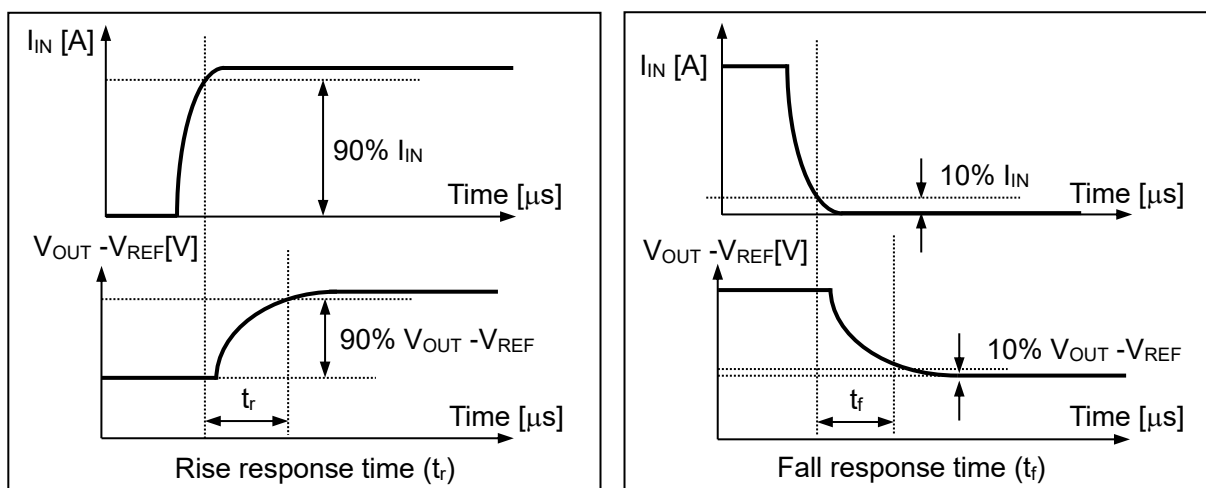 I_IN [A]
90% I_IN
Time [μs]
V_OUT -V_REF[V]
90% V_OUT -V_REF
t_r
Time [μs]
Rise response time (t_r)
I_IN [A]
10% I_IN
Time [μs]
V_OUT -V_REF[V]
10% V_OUT -V_REF
t_f
Time [μs]
Fall response time (t_f)